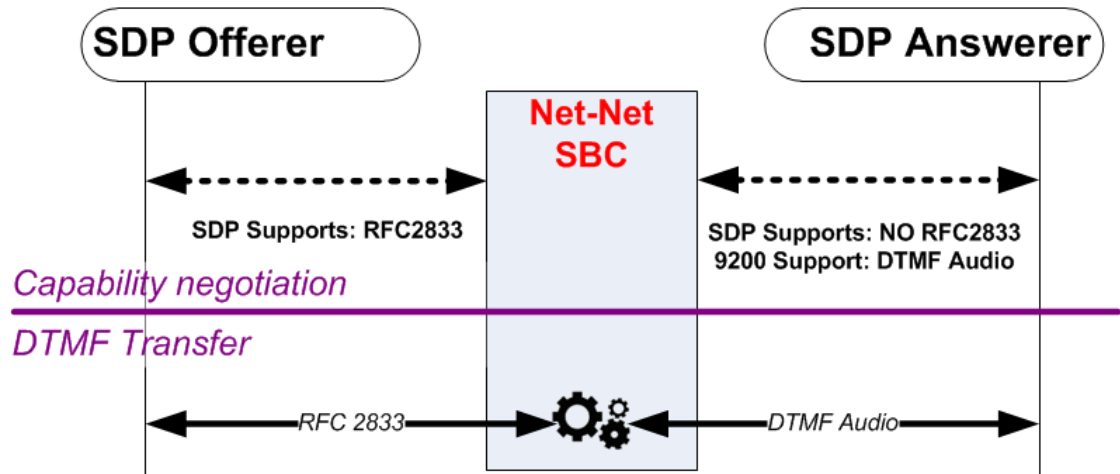 SDP Offerer
SDP Answerer
Net-Net
SBC
SDP Supports: RFC2833
SDP Supports: NO RFC2833
9200 Support: DTMF Audio
Capability negotiation
DTMF Transfer
RFC 2833
DTMF Audio